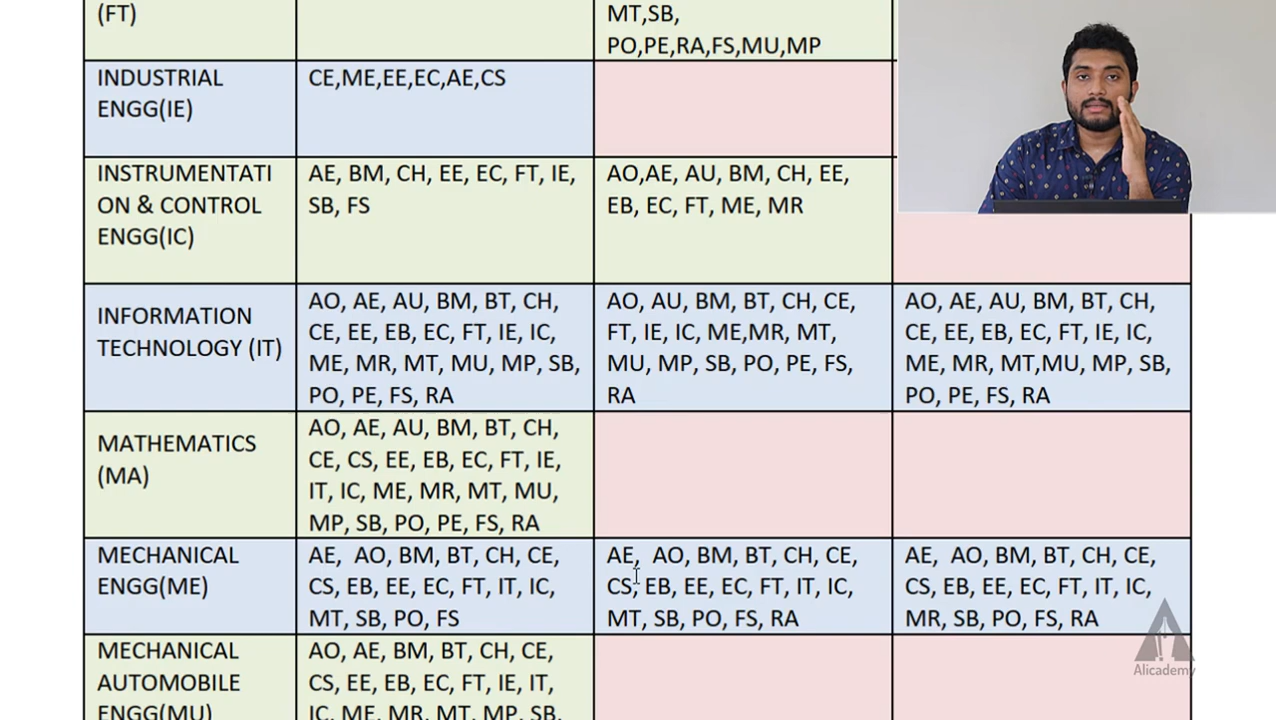 (FT)
MT,SB,
PO,PE,RA,FS,MU,MP
INDUSTRIAL
ENGG(IE)
CE,ME,EE,EC,AE,CS
INSTRUMENTATI
ON & CONTROL
ENGG(IC)
AE, BM, CH, EE, EC, FT, IE,
SB, FS
AO,AE, AU, BM, CH, EE,
EB, EC, FT, ME, MR
INFORMATION
TECHNOLOGY (IT)
AO, AE, AU, BM, BT, CH,
CE, EE, EB, EC, FT, IE, IC,
ME, MR, MT, MU, MP, SB,
PO, PE, FS, RA
AO, AU, BM, BT, CH, CE,
FT, IE, IC, ME,MR, MT,
MU, MP, SB, PO, PE, FS,
RA
AO, AE, AU, BM, BT, CH,
CE, EE, EB, EC, FT, IE, IC,
ME, MR, MT,MU, MP, SB,
PO, PE, FS, RA
MATHEMATICS
(MA)
AO, AE, AU, BM, BT, CH,
CE, CS, EE, EB, EC, FT, IE,
IT, IC, ME, MR, MT, MU,
MP, SB, PO, PE, FS, RA
MECHANICAL
ENGG(ME)
AE, AO, BM, BT, CH, CE,
CS, EB, EE, EC, FT, IT, IC,
MT, SB, PO, FS
AE, AO, BM, BT, CH, CE,
CS, EB, EE, EC, FT, IT, IC,
MT, SB, PO, FS, RA
AE, AO, BM, BT, CH, CE,
CS, EB, EE, EC, FT, IT, IC,
MR, SB, PO, FS, RA
MECHANICAL
AUTOMOBILE
ENGG(MU)
AO, AE, BM, BT, CH, CE,
CS, EE, EB, EC, FT, IE, IT,
IC, ME, MR, MT, MP, SB,
Alicademy